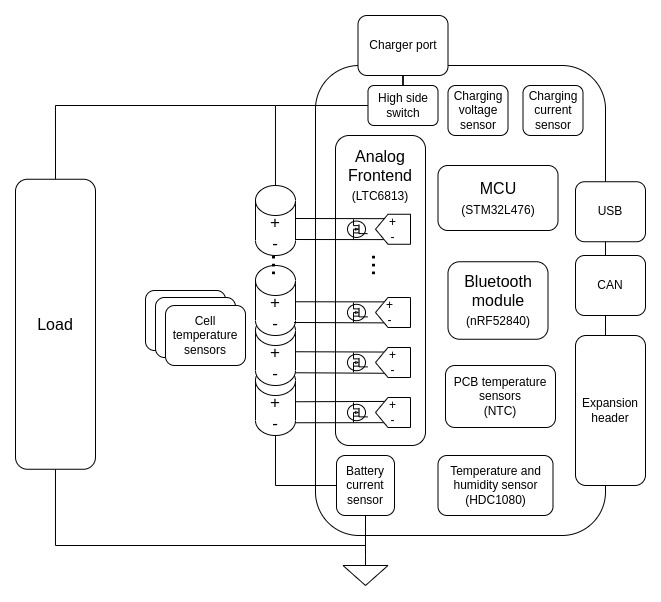 Charger port
High side
switch
Charging
voltage
sensor
Charging
current
sensor
Analog
Frontend
(LTC6813)
MCU
(STM32L476)
USB
CAN
Bluetooth
module
(nRF52840)
Load
Cell
temperature
sensors
+
-
+
-
+
-
+
-
+
-
+
-
+
-
+
-
PCB temperature
sensors
(NTC)
Expansion
header
Battery
current
sensor
Temperature and
humidity sensor
(HDC1080)